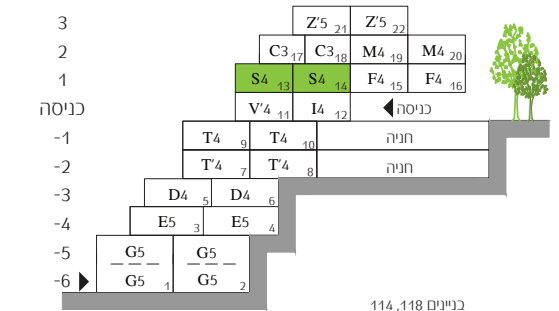 3 Z'5 21 Z'5 22
2 C3 17 C3 18 M4 19 M4 20
1 S4 13 S4 14 F4 15 F4 16
כניסה V'4 11 I4 12 כניסה
-1 T4 9 T4 10 חניה
-2 T'4 7 T'4 8 חניה
-3 D4 5 D4 6
-4 E5 3 E5 4
-5 G5 G5
-6 G5 1 G5 2
בניינים 114 ,118